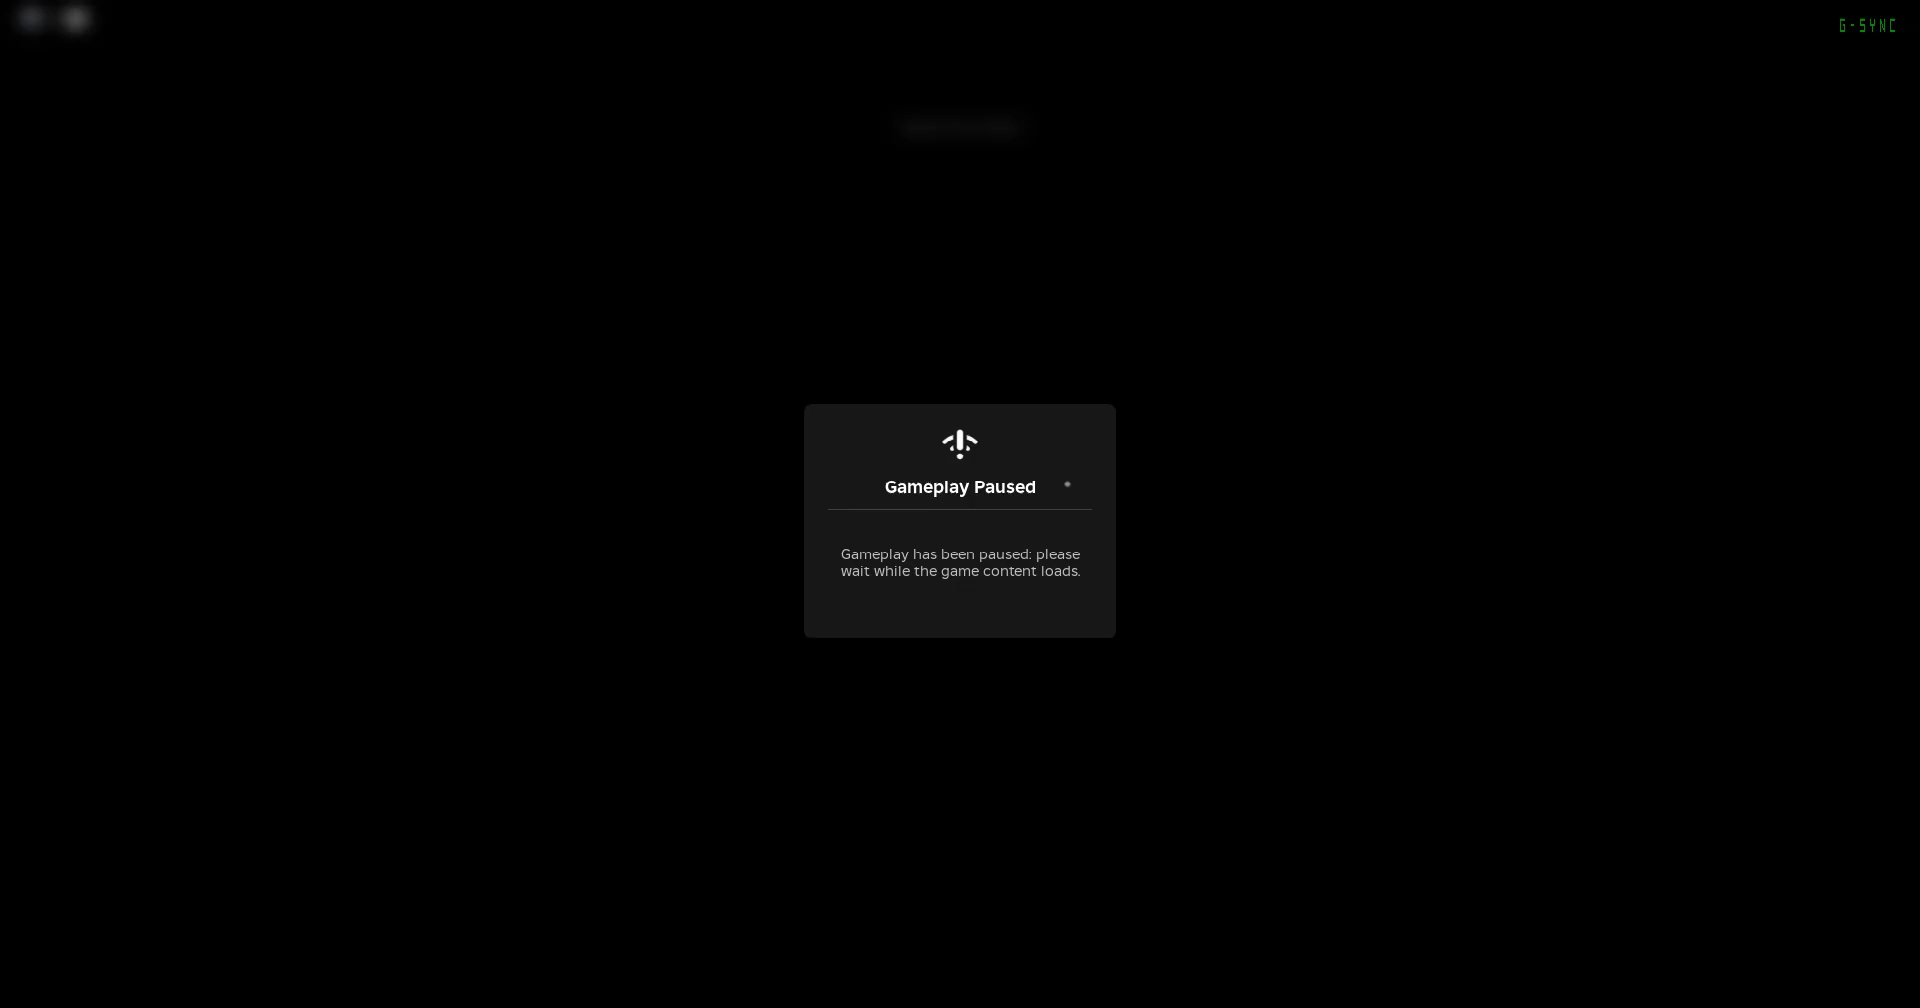 G-SYNC
Gameplay Paused
Gameplay has been paused: please
wait while the game content loads.